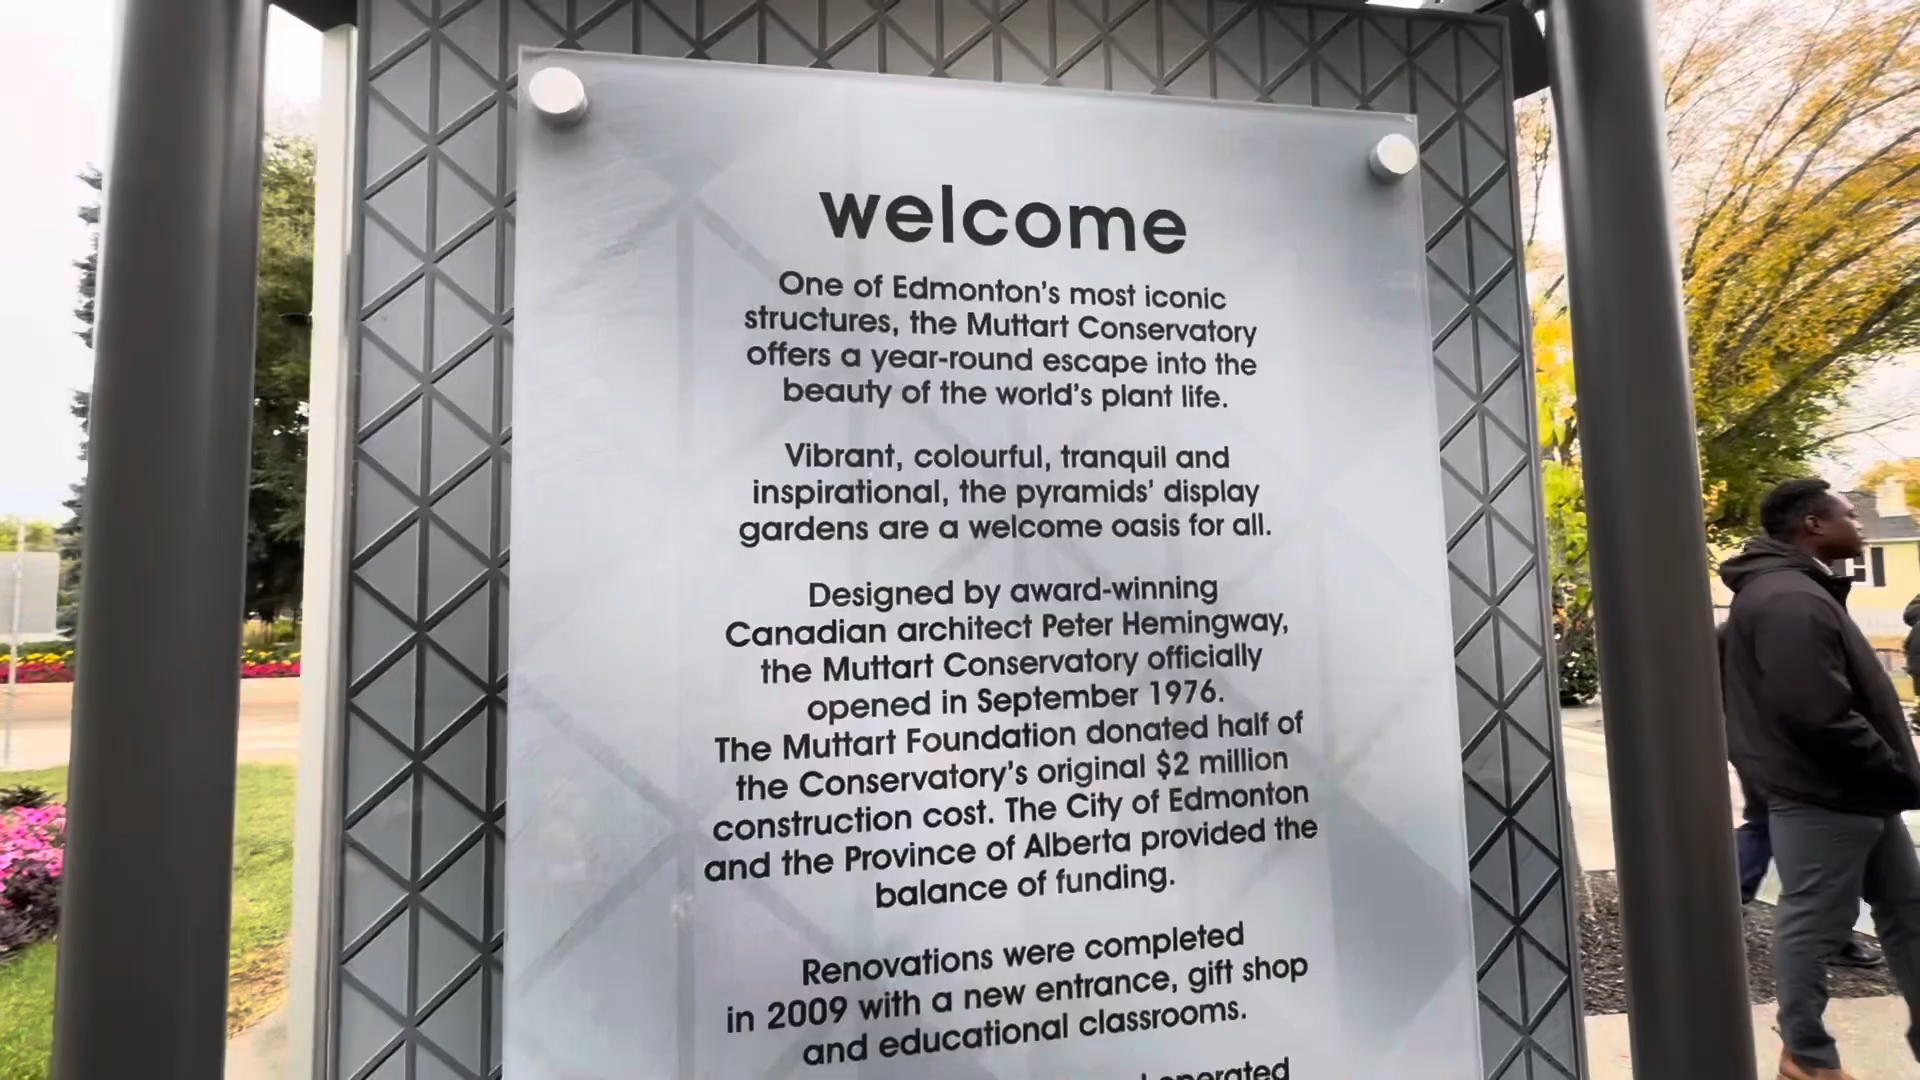 welcome
One of Edmonton's most iconic
structures, the Muttart Conservatory
offers a year-round escape into the
beauty of the world's plant life.
Vibrant, colourful, tranquil and
inspirational, the pyramids' display
gardens are a welcome oasis for all.
Designed by award-winning
Canadian architect Peter Hemingway,
the Muttart Conservatory officially
opened in September 1976.
The Muttart Foundation donated half of
the Conservatory's original $2 million
construction cost. The City of Edmonton
and the Province of Alberta provided the
balance of funding.
Renovations were completed
in 2009 with a new entrance, gift shop
and educational classrooms.
operated